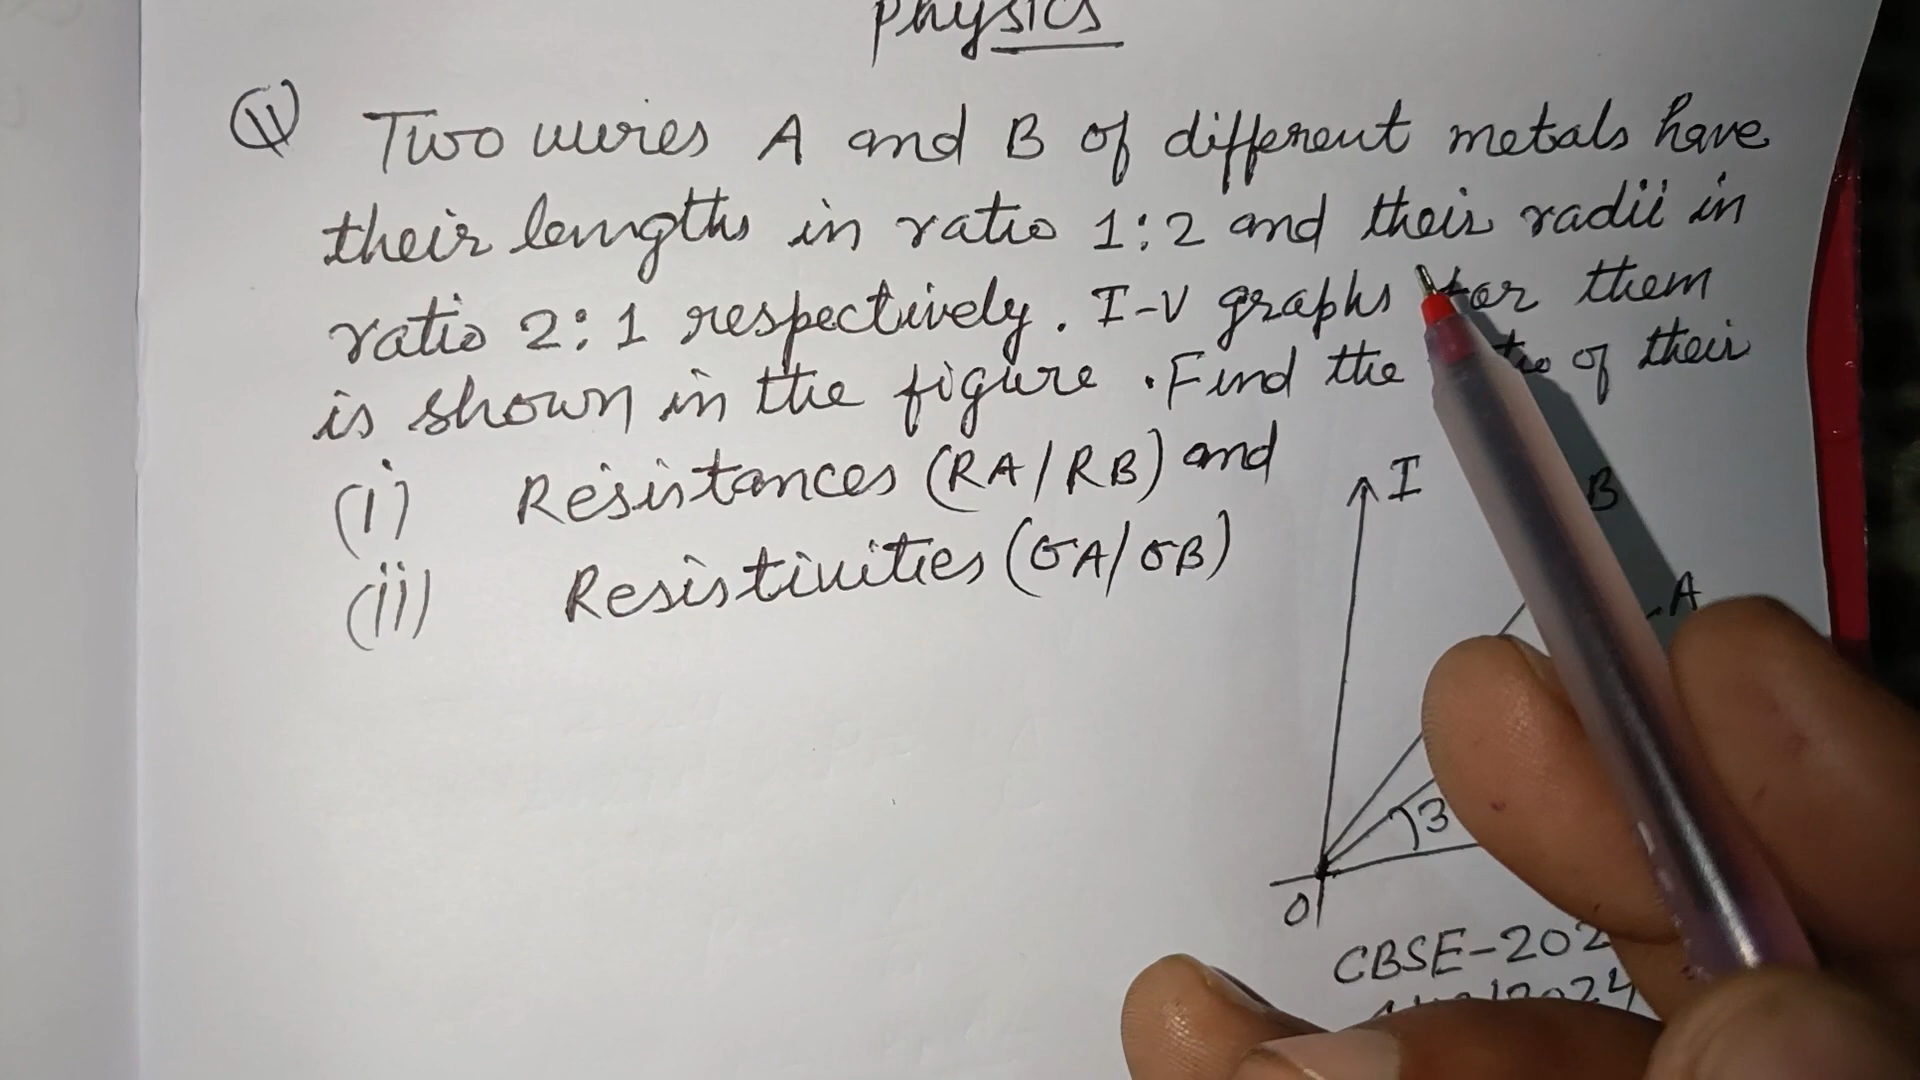 Physics
11 Two wires A and B of different metals have
their lengths in ratio 1:2 and their radii in
ratio 2:1 respectively. I-V graphs for them
is shown in the figure. Find the of their
(i) Resistances (RA/RB) and
(ii) Resistivities (σA/σB)
I
B
A
3
O
CBSE-202
2024